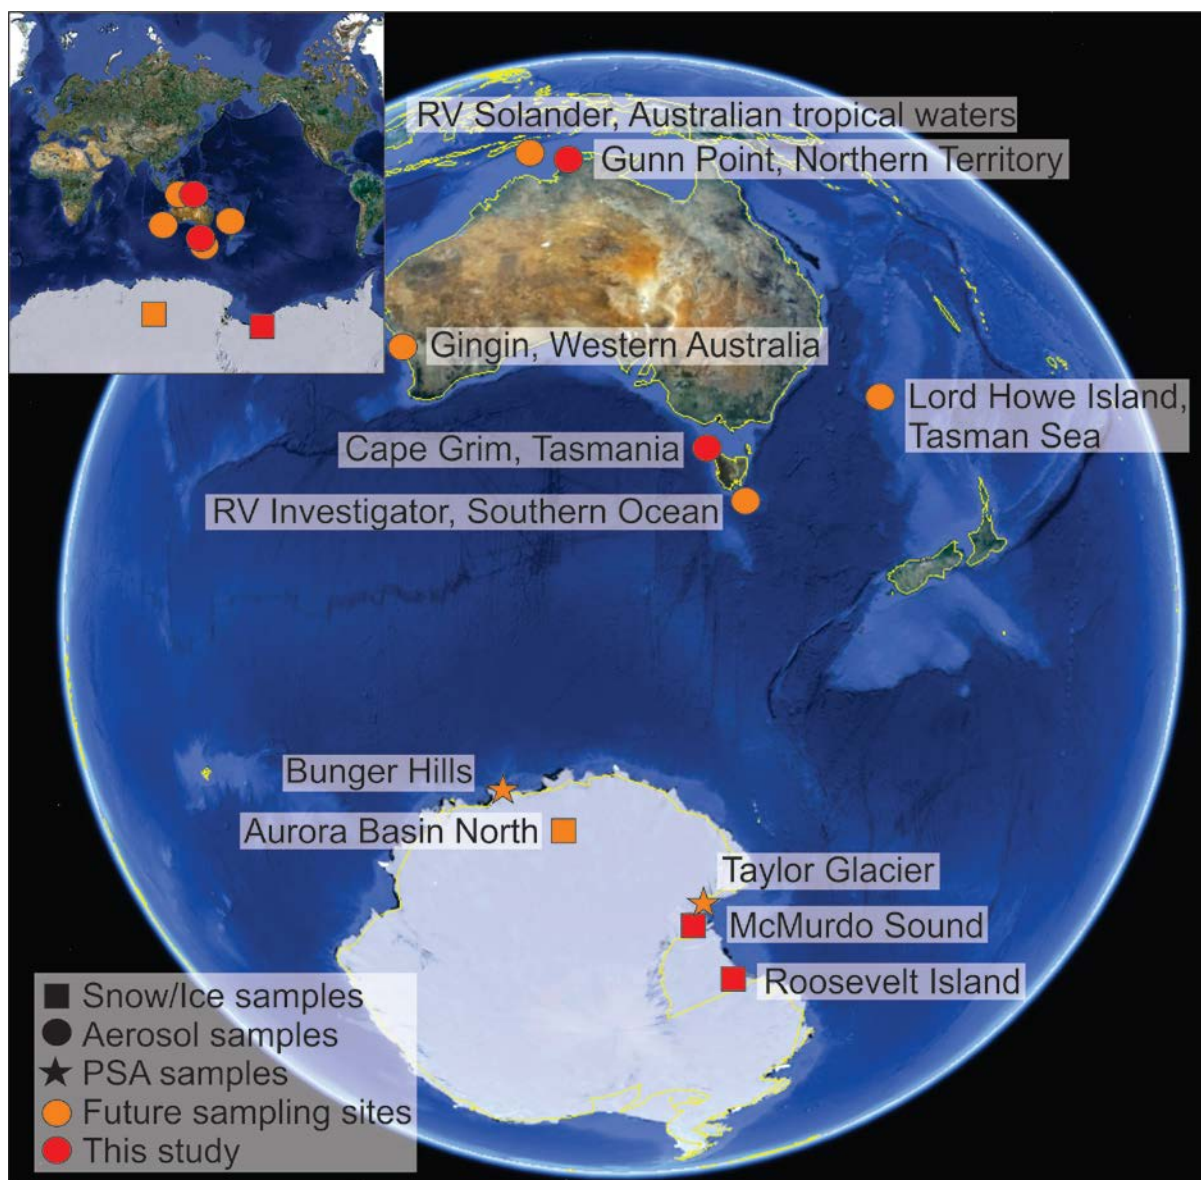 RV Solander, Australian tropical waters
Gunn Point, Northern Territory
Gingin, Western Australia
Lord Howe Island,
Tasman Sea
Cape Grim, Tasmania
RV Investigator, Southern Ocean
Bunger Hills
Aurora Basin North
Taylor Glacier
McMurdo Sound
Roosevelt Island
Snow/Ice samples
Aerosol samples
PSA samples
Future sampling sites
This study